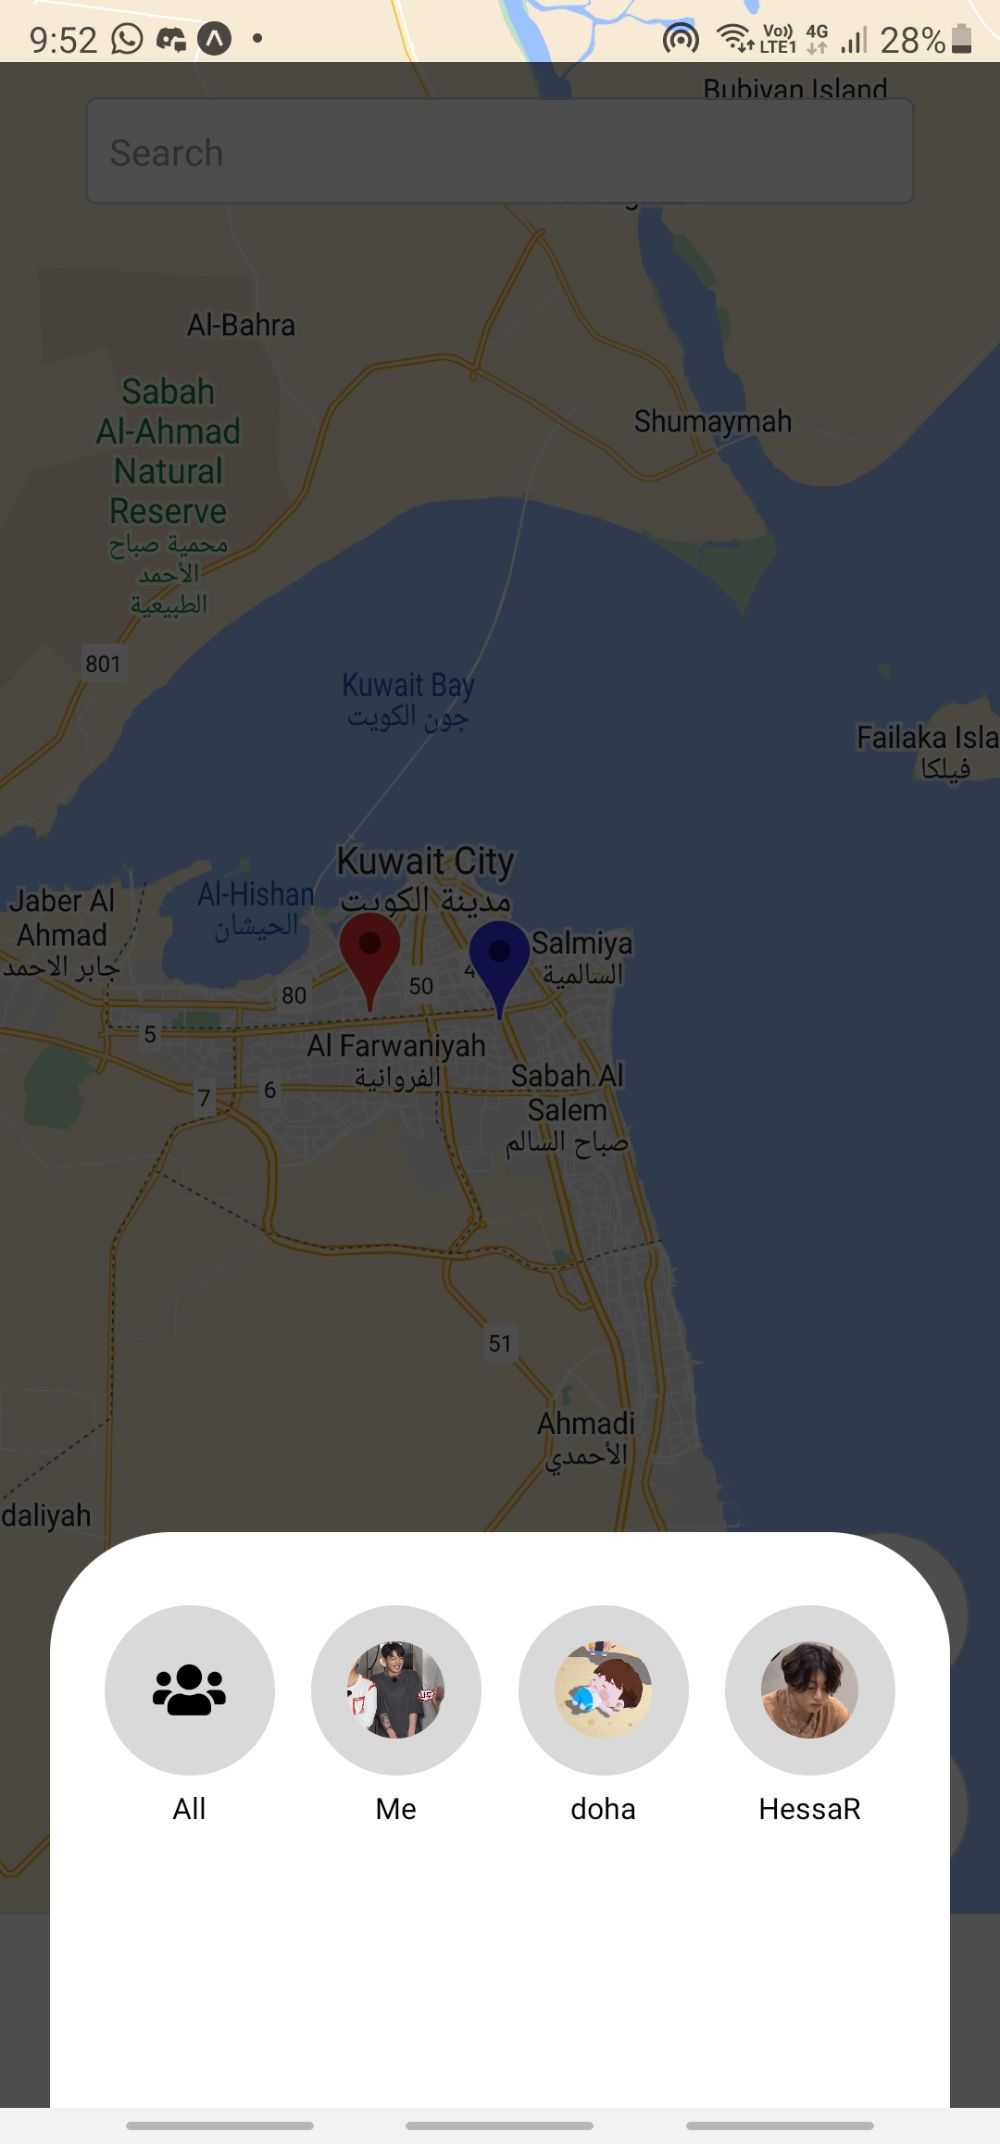 9:52
Vo))
LTE1
4G
28%
Bubiyan Island
Search
Al-Bahra
Sabah
Al-Ahmad
Natural
Reserve
محمية صباح
الأحمد
الطبيعية
Shumaymah
801
Kuwait Bay
جون الكويت
Failaka Isla
فيلكا
Kuwait City
مدينة الكويت
Jaber Al
Ahmad
جابر الاحمد
Al-Hishan
الحيشان
Salmiya
السالمية
80
50
4
5
Al Farwaniyah
الفروانية
Sabah Al
Salem
صباح السالم
7
6
51
Ahmadi
الأحمدي
daliyah
All
Me
doha
HessaR